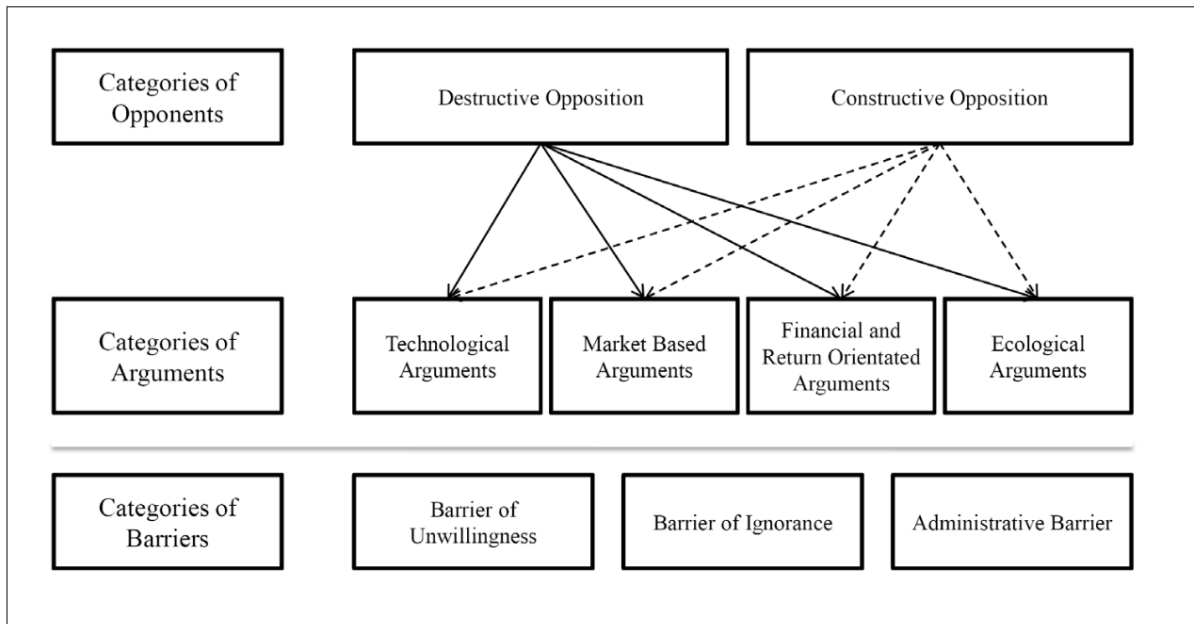 Categories of
Opponents
Destructive Opposition
Constructive Opposition
Categories of
Arguments
Technological
Arguments
Market Based
Arguments
Financial and
Return Orientated
Arguments
Ecological
Arguments
Categories of
Barriers
Barrier of
Unwillingness
Barrier of Ignorance
Administrative Barrier